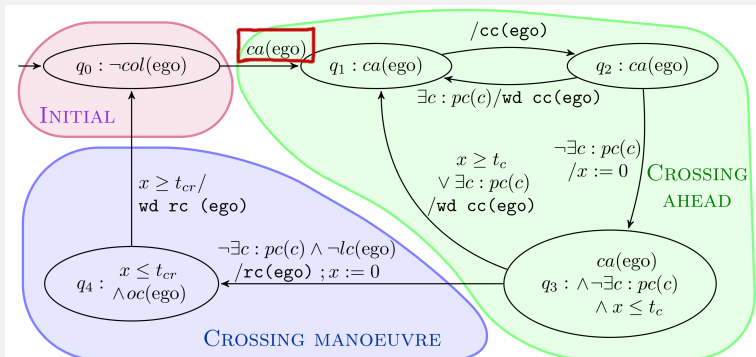 ca(ego)
/cc(ego)
q₀ : ¬col(ego)
q₁ : ca(ego)
q₂ : ca(ego)
∃c : pc(c)/wd cc(ego)
INITIAL
x ≥ t_c
∨ ∃c : pc(c)
/wd cc(ego)
¬∃c : pc(c)
/x := 0
CROSSING
AHEAD
x ≥ t_cr/
wd rc (ego)
¬∃c : pc(c) ∧ ¬lc(ego)
/rc(ego) ; x := 0
q₄ : x ≤ t_cr
∧oc(ego)
ca(ego)
q₃ : ∧¬∃c : pc(c)
∧ x ≤ t_c
CROSSING MANOEUVRE